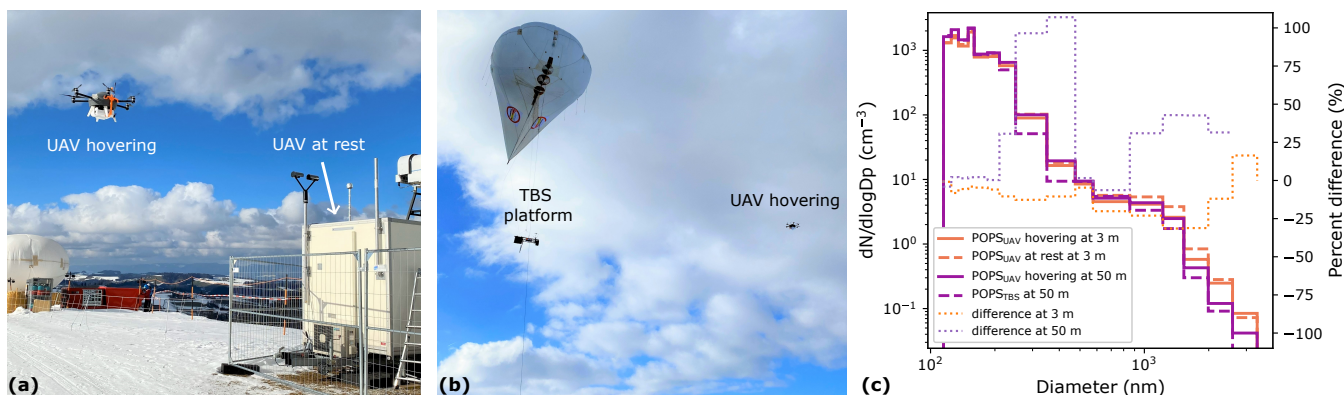 UAV hovering
UAV at rest
(a)
TBS
platform
UAV hovering
(b)
dN/dlogDp (cm⁻³)
10³
10²
10¹
10⁰
10⁻¹
POPS_UAV hovering at 3 m
POPS_UAV at rest at 3 m
POPS_UAV hovering at 50 m
POPS_TBS at 50 m
difference at 3 m
difference at 50 m
100
75
50
25
0
−25
−50
−75
−100
Percent difference (%)
10²
10³
Diameter (nm)
(c)